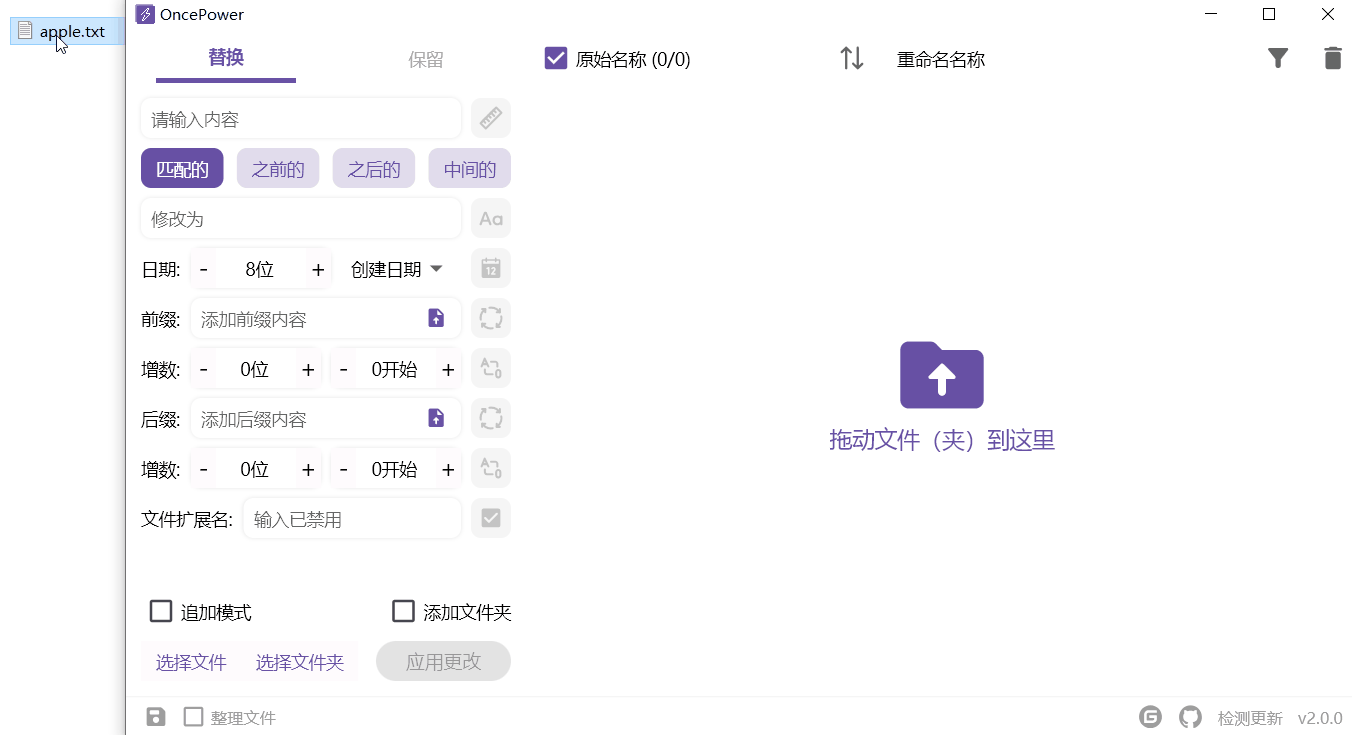 apple.txt
OncePower
替换
保留
原始名称 (0/0)
重命名名称
请输入内容
匹配的
之前的
之后的
中间的
修改为
Aa
日期:
-
8位
+
创建日期
12
前缀:
添加前缀内容
增数:
-
0位
+
-
0开始
+
A
0
后缀:
添加后缀内容
增数:
-
0位
+
-
0开始
+
A
0
文件扩展名:
输入已禁用
拖动文件（夹）到这里
追加模式
添加文件夹
选择文件
选择文件夹
应用更改
整理文件
G
检测更新
v2.0.0